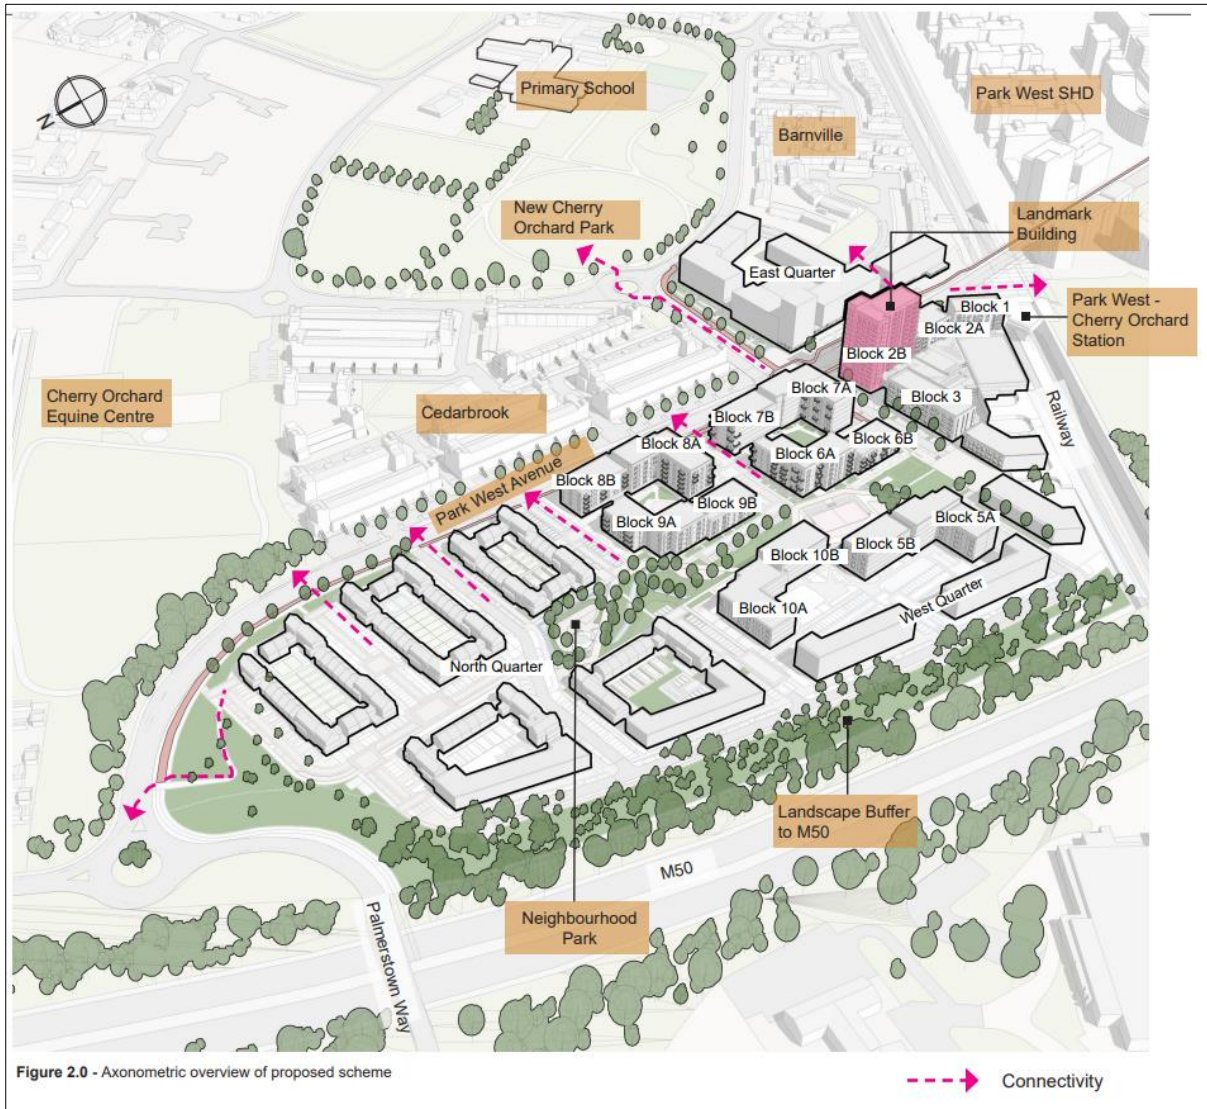 Primary School
Park West SHD
Barnville
N
New Cherry
Orchard Park
Landmark
Building
East Quarter
Park West -
Cherry Orchard
Station
Block 1
Block 2A
Block 2B
Cherry Orchard
Equine Centre
Cedarbrook
Block 7A
Block 3
Railway
Block 7B
Block 6B
Block 8A
Block 6A
Park West Avenue
Block 8B
Block 9B
Block 9A
Block 5A
Block 5B
Block 10B
West Quarter
Block 10A
North Quarter
Landscape Buffer
to M50
M50
Neighbourhood
Park
Palmerstown Way
Figure 2.0 - Axonometric overview of proposed scheme
Connectivity